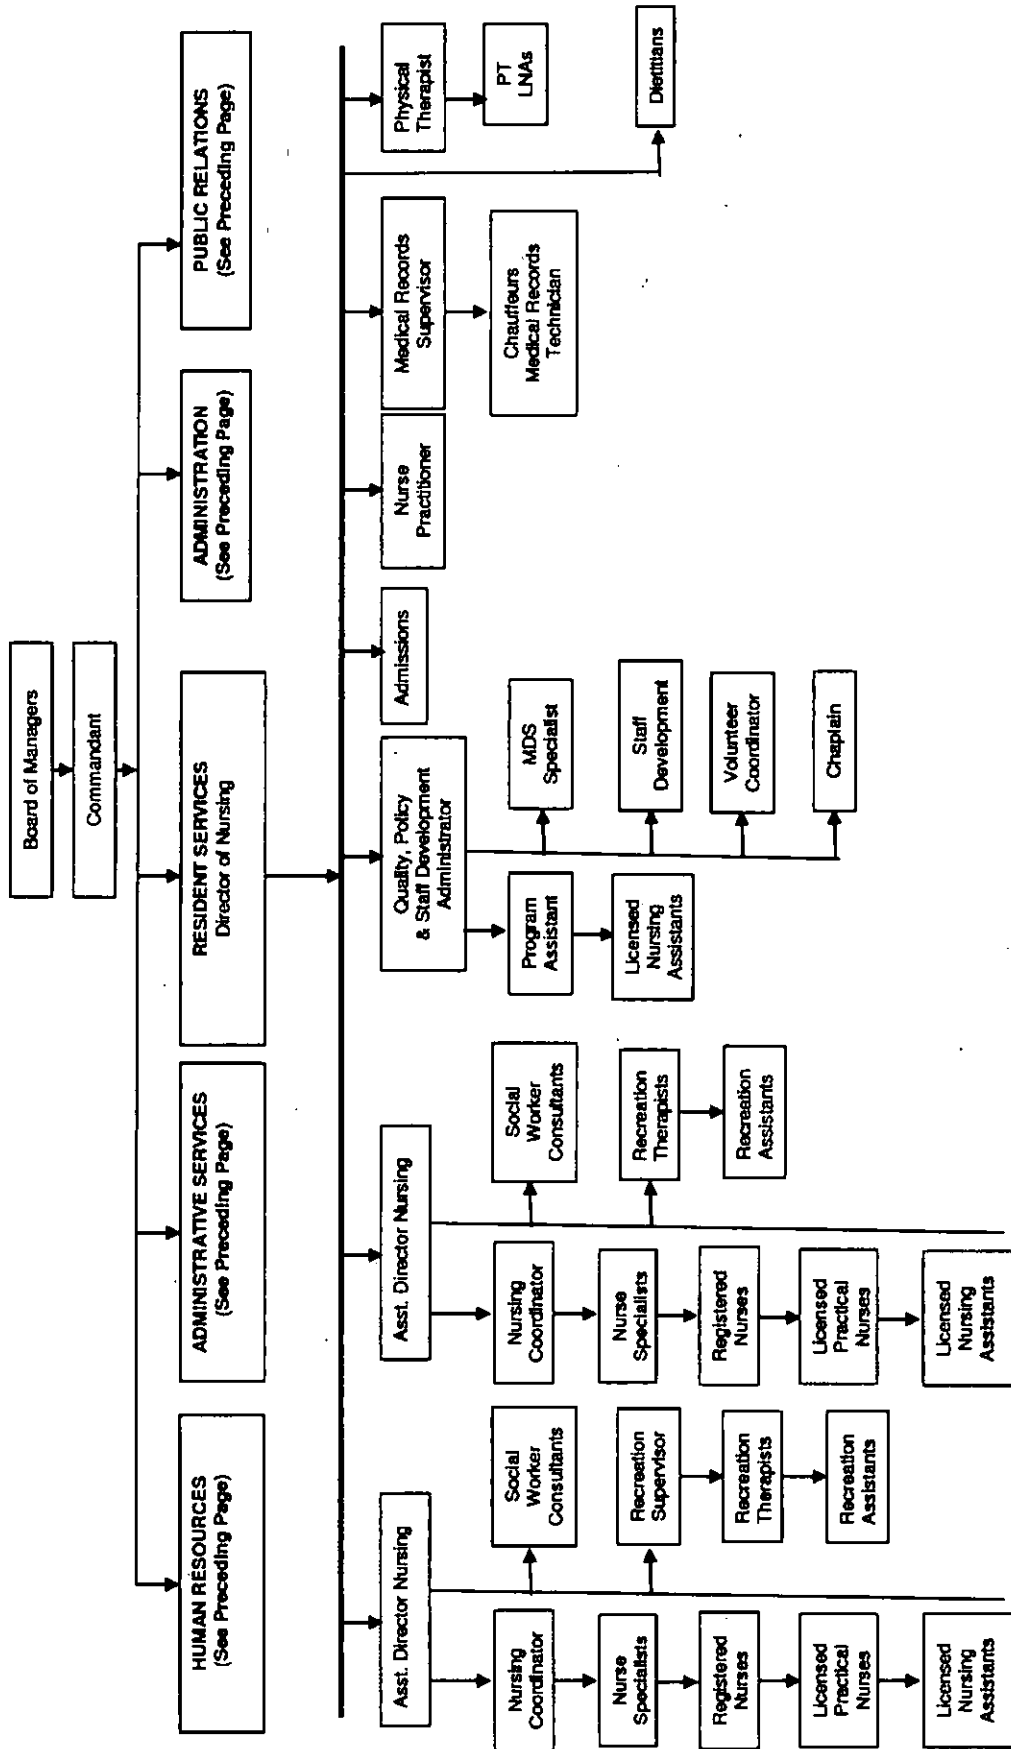 Board of Managers
Commandant
HUMAN RESOURCES
(See Preceding Page)
ADMINISTRATIVE SERVICES
(See Preceding Page)
RESIDENT SERVICES
Director of Nursing
ADMINISTRATION
(See Preceding Page)
PUBLIC RELATIONS
(See Preceding Page)
Asst. Director Nursing
Asst. Director Nursing
Quality, Policy
& Staff Development
Administrator
Admissions
Nurse
Practitioner
Medical Records
Supervisor
Physical
Therapist
Nursing
Coordinator
Social
Worker
Consultants
Nursing
Coordinator
Social
Worker
Consultants
Program
Assistant
MDS
Specialist
Chauffeurs
Medical Records
Technician
PT
LNAs
Nurse
Specialists
Recreation
Supervisor
Nurse
Specialists
Recreation
Therapists
Licensed
Nursing
Assistants
Staff
Development
Dietitians
Registered
Nurses
Recreation
Therapists
Registered
Nurses
Recreation
Assistants
Volunteer
Coordinator
Licensed
Practical
Nurses
Recreation
Assistants
Licensed
Practical
Nurses
Chaplain
Licensed
Nursing
Assistants
Licensed
Nursing
Assistants